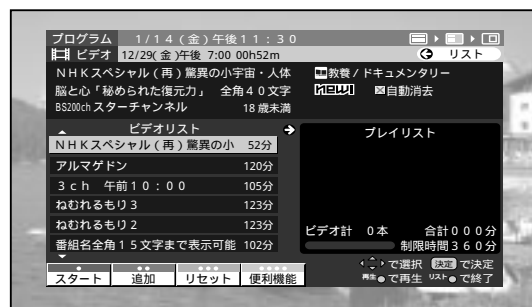 プログラム 1/14(金)午後11:30
ビデオ 12/29(金)午後 7:00 00h52m リスト
NHKスペシャル(再)驚異の小宇宙・人体 教養/ドキュメンタリー
脳と心「秘められた復元力」 全角40文字 NEW! 自動消去
BS200ch スターチャンネル 18歳未満
ビデオリスト
プレイリスト
NHKスペシャル(再)驚異の小 52分
アルマゲドン 120分
3ch 午前10:00 105分
ねむれるもり3 123分
ねむれるもり2 123分
番組名全角15文字まで表示可能 102分
ビデオ計 0本 合計000分
制限時間360分
で選択 決定 で決定
再生●で再生 リスト●で終了
スタート 追加 リセット 便利機能